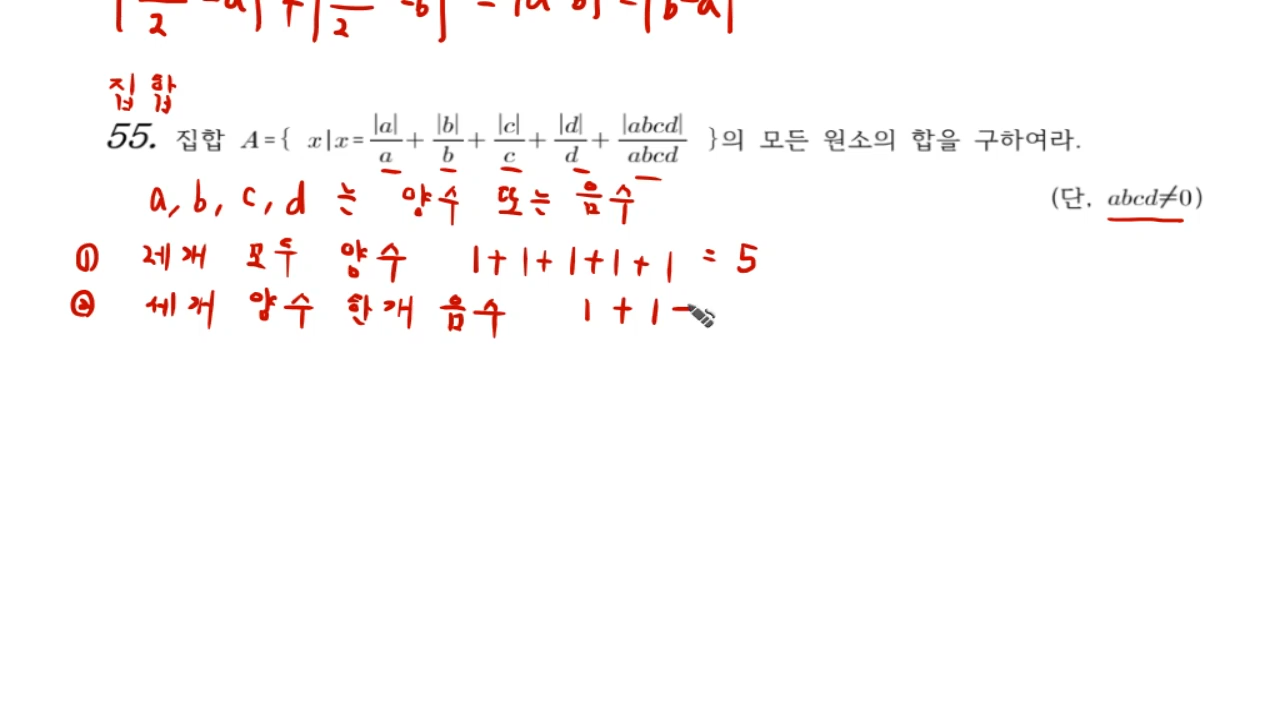 |/2 -a| + |/2 -b| = |a-b| = |b-a|
집합
55. 집합 A={ x|x=|a|/a+|b|/b+|c|/c+|d|/d+|abcd|/abcd }의 모든 원소의 합을 구하여라.
(단, abcd≠0)
a, b, c, d 는 양수 또는 음수
① 네개 모두 양수 1+1+1+1+1 = 5
② 세개 양수 한개 음수 1+1-